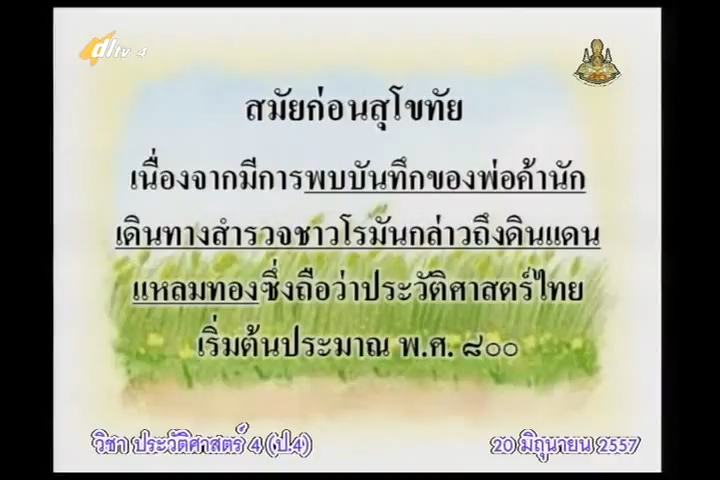 dltv 4
สมัยก่อนสุโขทัย
เนื่องจากมีการพบบันทึกของพ่อค้านัก
เดินทางสำรวจชาวโรมันกล่าวถึงดินแดน
แหลมทองซึ่งถือว่าประวัติศาสตร์ไทย
เริ่มต้นประมาณ พ.ศ. ๘๐๐
วิชา ประวัติศาสตร์ 4 (ป.4)
20 มิถุนายน 2557